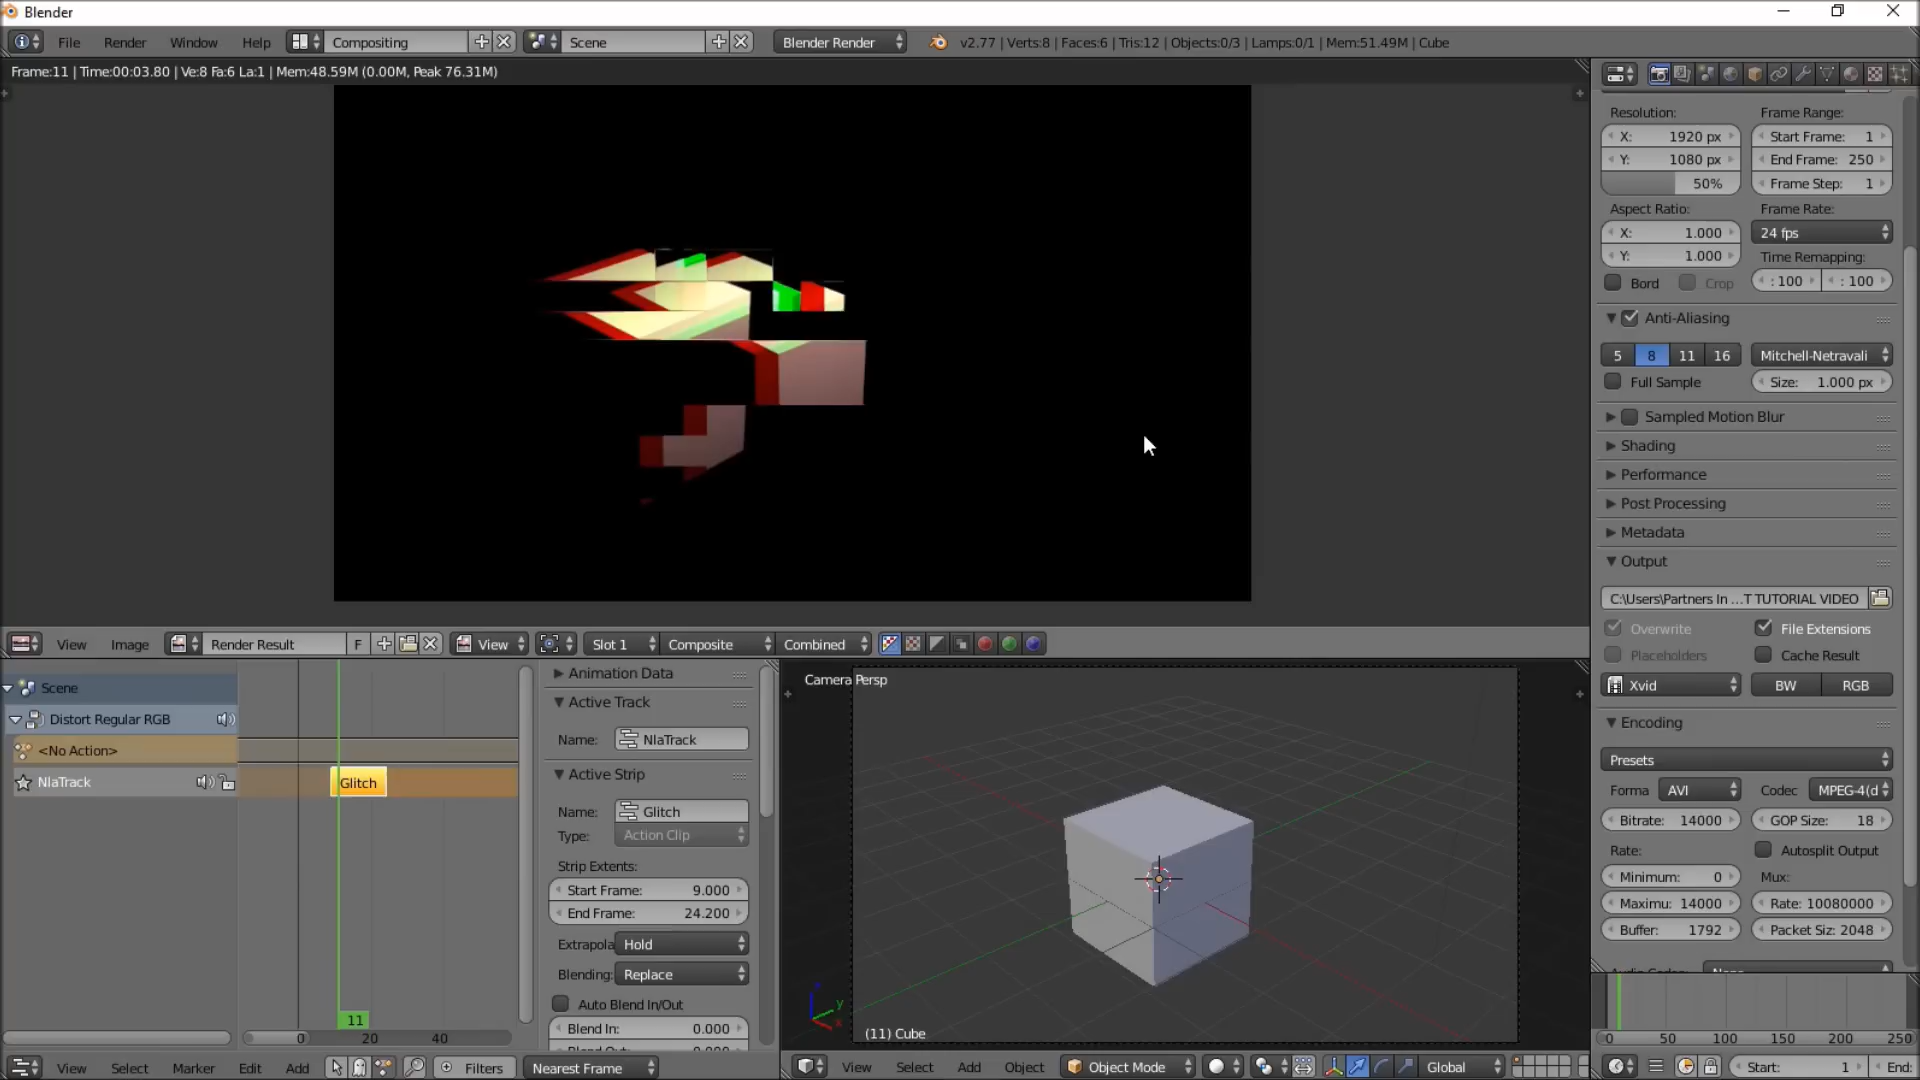 Blender
File Render Window Help Compositing Scene Blender Render v2.77 | Verts:8 | Faces:6 | Tris:12 | Objects:0/3 | Lamps:0/1 | Mem:51.49M | Cube
Frame:11 | Time:00:03.80 | Ve:8 Fa:6 La:1 | Mem:48.59M (0.00M, Peak 76.31M)
Resolution: Frame Range:
X: 1920 px Start Frame: 1
Y: 1080 px End Frame: 250
50% Frame Step: 1
Aspect Ratio: Frame Rate:
X: 1.000 24 fps
Y: 1.000 Time Remapping:
Bord Crop : 100 : 100
Anti-Aliasing
5 8 11 16 Mitchell-Netravali
Full Sample Size: 1.000 px
Sampled Motion Blur
Shading
Performance
Post Processing
Metadata
Output
C:\Users\Partners In ...T TUTORIAL VIDEO
Overwrite File Extensions
Placeholders Cache Result
Xvid BW RGB
Encoding
Presets
Forma AVI Codec MPEG-4(d
Bitrate: 14000 GOP Size: 18
Rate: Autosplit Output
Minimum: 0 Mux:
Maximu: 14000 Rate: 10080000
Buffer: 1792 Packet Siz: 2048
View Image Render Result F View Slot 1 Composite Combined
Scene
Distort Regular RGB
<No Action>
NlaTrack
Glitch
11
0 20 40
Animation Data
Active Track
Name: NlaTrack
Active Strip
Name: Glitch
Type: Action Clip
Strip Extents:
Start Frame: 9.000
End Frame: 24.200
Extrapola Hold
Blending: Replace
Auto Blend In/Out
Blend In: 0.000
Camera Persp
z y x
(11) Cube
0 50 100 150 200 250
View Select Marker Edit Add Filters Nearest Frame
View Select Add Object Object Mode Global
Start: 1 End: